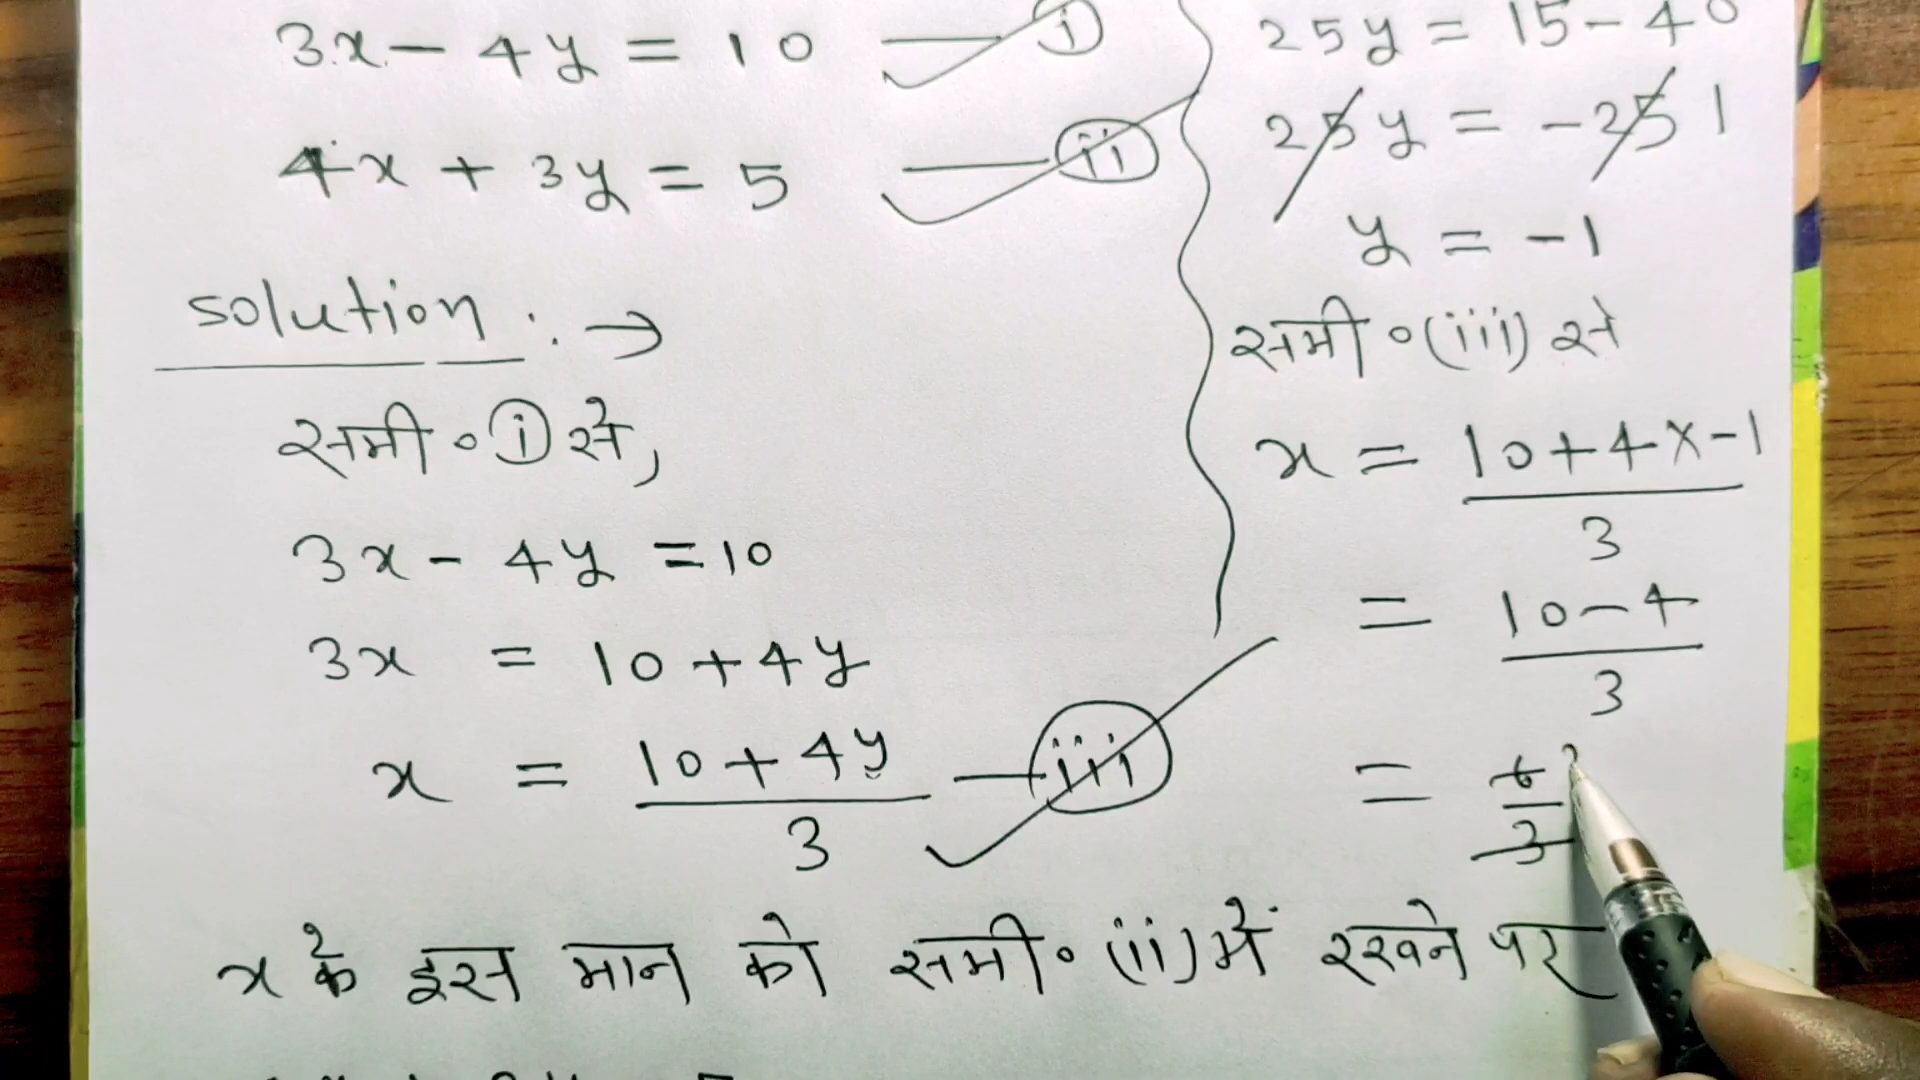 3x - 4y = 10 — (i)
4x + 3y = 5 — (ii)
solution :→
समी० (i) से,
3x - 4y = 10
3x = 10 + 4y
x = 10 + 4y / 3 — (iii)
x के इस मान को समी० (ii) में रखने पर
25y = 15 - 40
25y = -25 1
y = -1
समी० (iii) से
x = 10 + 4 x -1 / 3
= 10 - 4 / 3
= 6 / 3